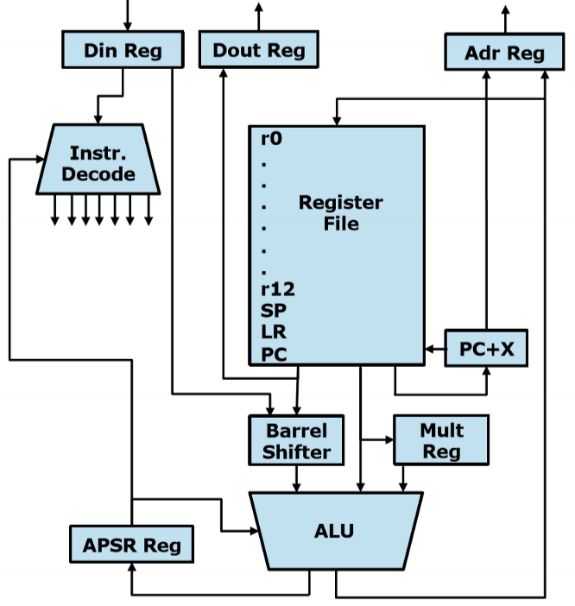 Din Reg
Dout Reg
Adr Reg
Instr.
Decode
r0
.
.
.
.
.
.
r12
SP
LR
PC
Register
File
PC+X
Barrel
Shifter
Mult
Reg
ALU
APSR Reg